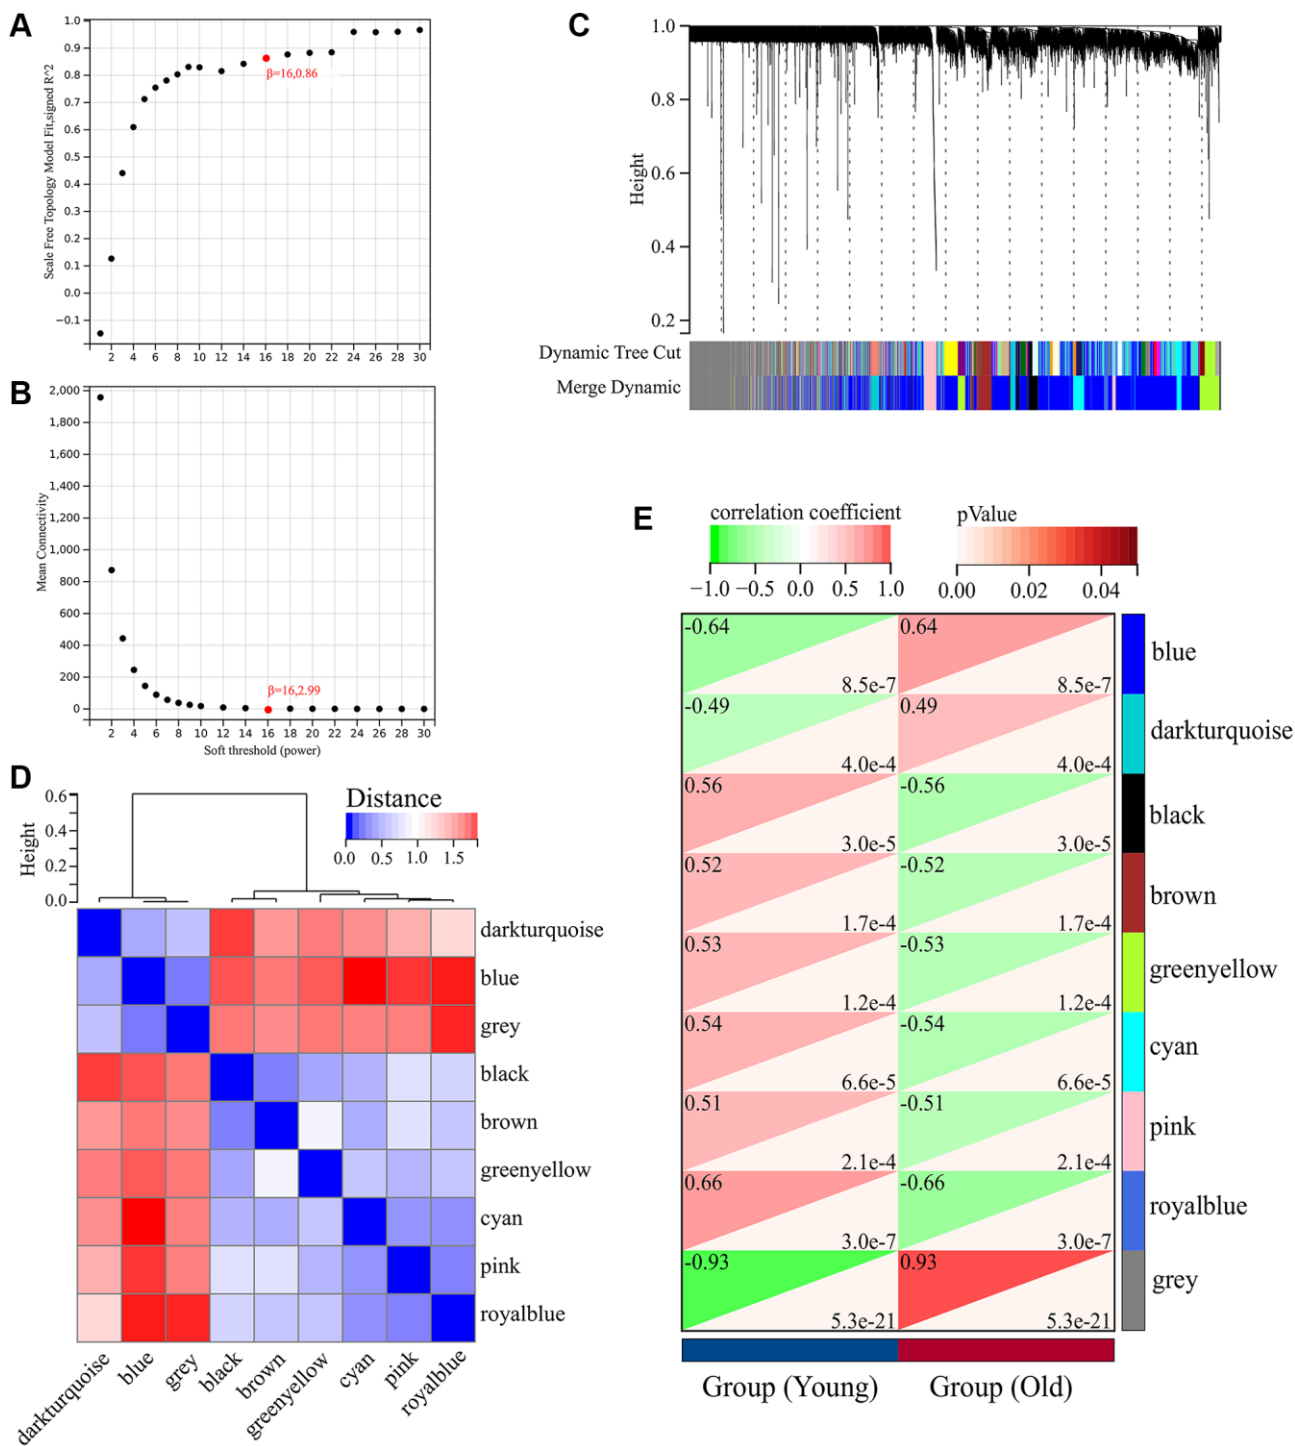 A
Scale Free Topology Model Fit,signed R^2
1.0
0.9
0.8
0.7
0.6
0.5
0.4
0.3
0.2
0.1
0.0
−0.1
β=16,0.86
2 4 6 8 10 12 14 16 18 20 22 24 26 28 30
B
Mean Connectivity
2,000
1,800
1,600
1,400
1,200
1,000
800
600
400
200
0
β=16,2.99
2 4 6 8 10 12 14 16 18 20 22 24 26 28 30
Soft threshold (power)
C
Height
1.0
0.8
0.6
0.4
0.2
Dynamic Tree Cut
Merge Dynamic
D
Height
0.6
0.4
0.2
0.0
Distance
0.0 0.5 1.0 1.5
darkturquoise
blue
grey
black
brown
greenyellow
cyan
pink
royalblue
darkturquoise blue grey black brown greenyellow cyan pink royalblue
E
correlation coefficient
−1.0 −0.5 0.0 0.5 1.0
pValue
0.00 0.02 0.04
-0.64 0.64
8.5e-7 8.5e-7
blue
-0.49 0.49
4.0e-4 4.0e-4
darkturquoise
0.56 -0.56
3.0e-5 3.0e-5
black
0.52 -0.52
1.7e-4 1.7e-4
brown
0.53 -0.53
1.2e-4 1.2e-4
greenyellow
0.54 -0.54
6.6e-5 6.6e-5
cyan
0.51 -0.51
2.1e-4 2.1e-4
pink
0.66 -0.66
3.0e-7 3.0e-7
royalblue
-0.93 0.93
5.3e-21 5.3e-21
grey
Group (Young) Group (Old)